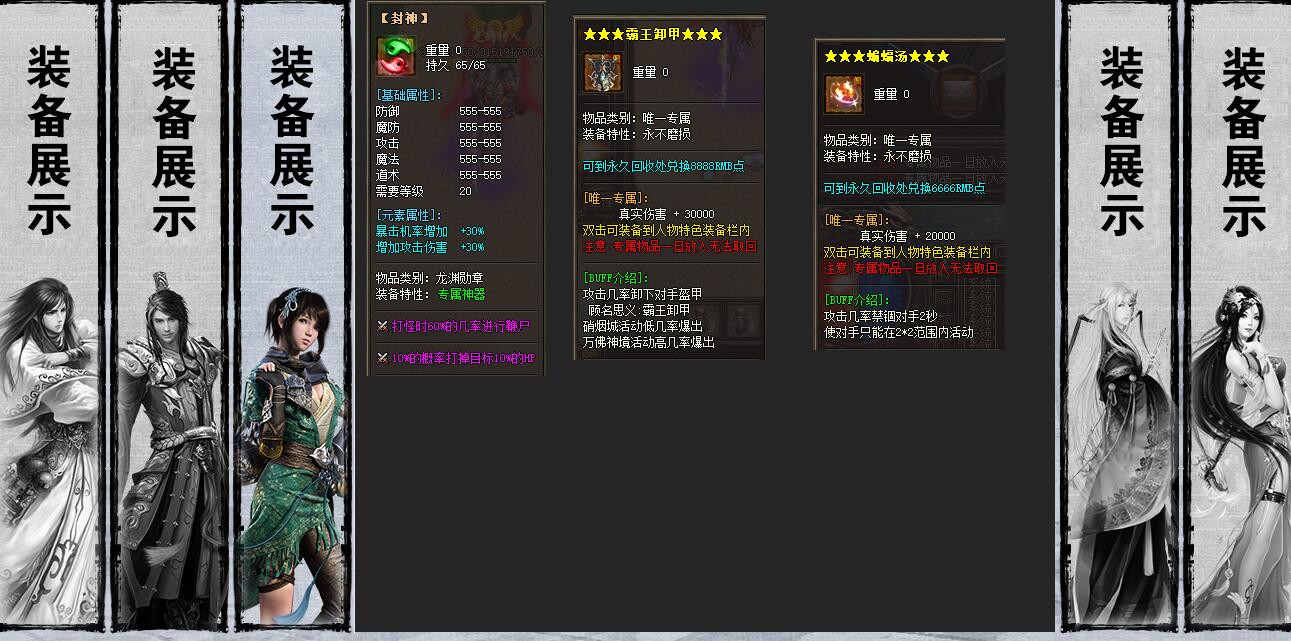 装备展示
装备展示
装备展示
【封神】
重量 0
持久 65/65
[基础属性]:
防御 555-555
魔防 555-555
攻击 555-555
魔法 555-555
道术 555-555
需要等级 20
[元素属性]:
暴击机率增加 +30%
增加攻击伤害 +30%
物品类别: 龙渊勋章
装备特性: 专属神器
打怪时60%的几率进行鞭尸
10%的概率打掉目标10%的HP
★★★霸王卸甲★★★
重量 0
物品类别: 唯一专属
装备特性: 永不磨损
可到永久回收处兑换8888RMB点
[唯一专属]:
真实伤害 + 30000
双击可装备到人物特色装备栏内
注意 专属物品一旦放入无法取回
[BUFF介绍]:
攻击几率卸下对手盔甲
顾名思义:霸王卸甲
硝烟城活动低几率爆出
万佛神境活动高几率爆出
★★★蝙蝠汤★★★
重量 0
物品类别: 唯一专属
装备特性: 永不磨损
可到永久回收处兑换6666RMB点
[唯一专属]:
真实伤害 + 20000
双击可装备到人物特色装备栏内
注意 专属物品一旦放入无法取回
[BUFF介绍]:
攻击几率禁锢对手2秒
使对手只能在2*2范围内活动
装备展示
装备展示